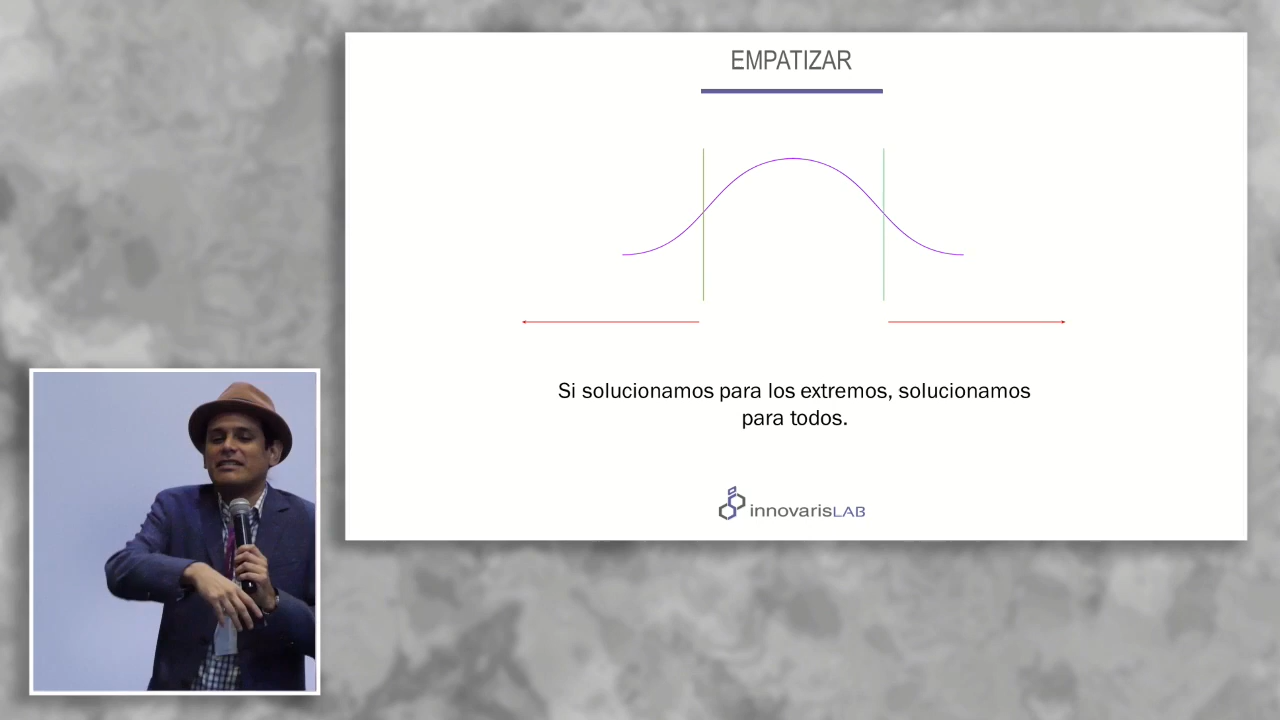 EMPATIZAR
Si solucionamos para los extremos, solucionamos
para todos.
innovarisLAB